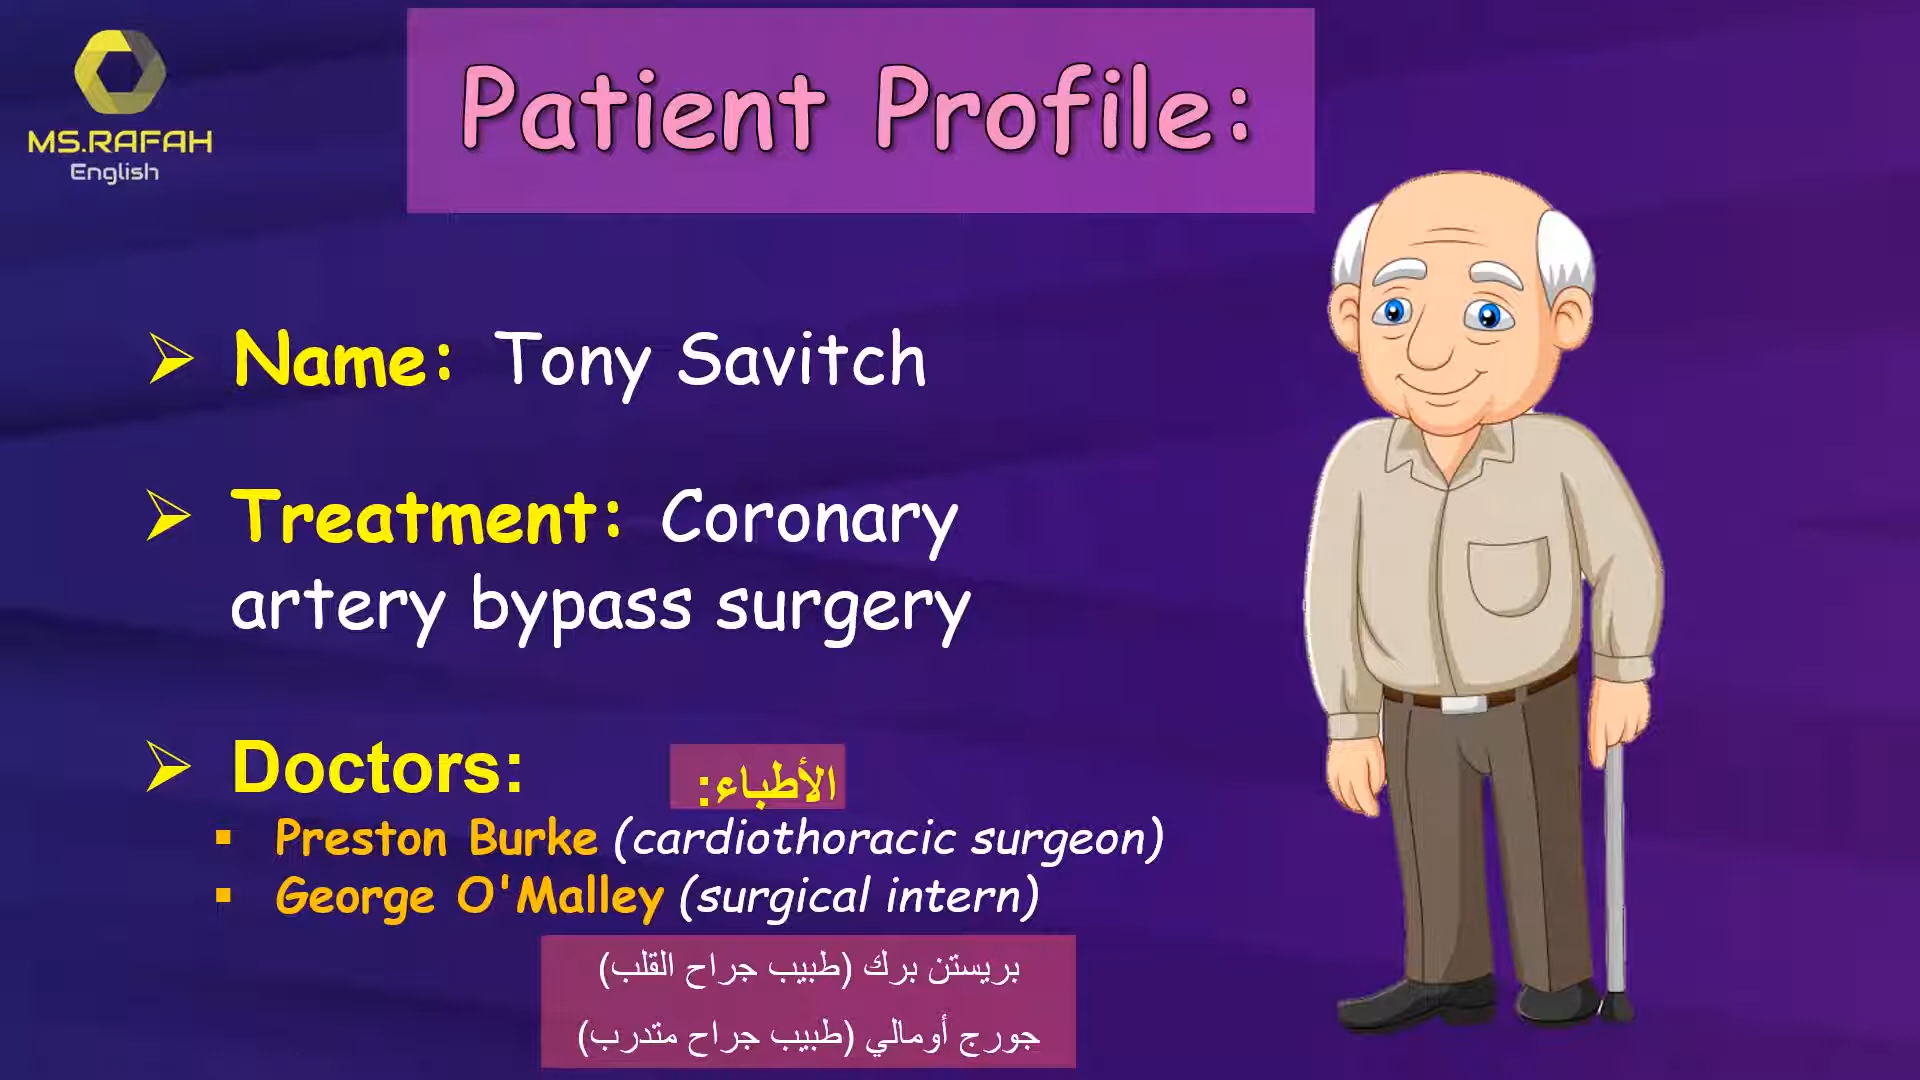 MS.RAFAH
English
Patient Profile:
Name: Tony Savitch
Treatment: Coronary
artery bypass surgery
Doctors:
الأطباء:
Preston Burke (cardiothoracic surgeon)
George O'Malley (surgical intern)
بريستن برك (طبيب جراح القلب)
جورج أومالي (طبيب جراح متدرب)